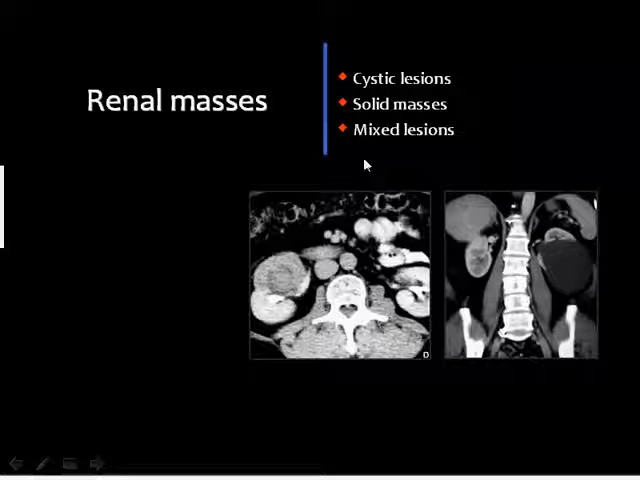 Renal masses
Cystic lesions
Solid masses
Mixed lesions
D